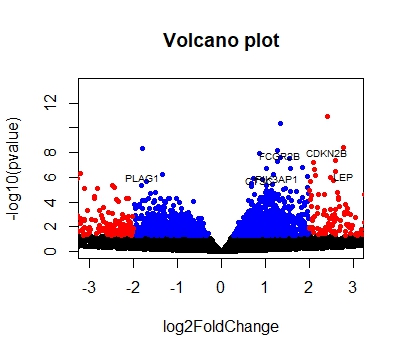 Volcano plot
-log10(pvalue)
12
8
6
4
2
1
0
FCGR3B
CDKN2B
PLAG1
LEP
-3
-2
-1
0
1
2
3
log2FoldChange